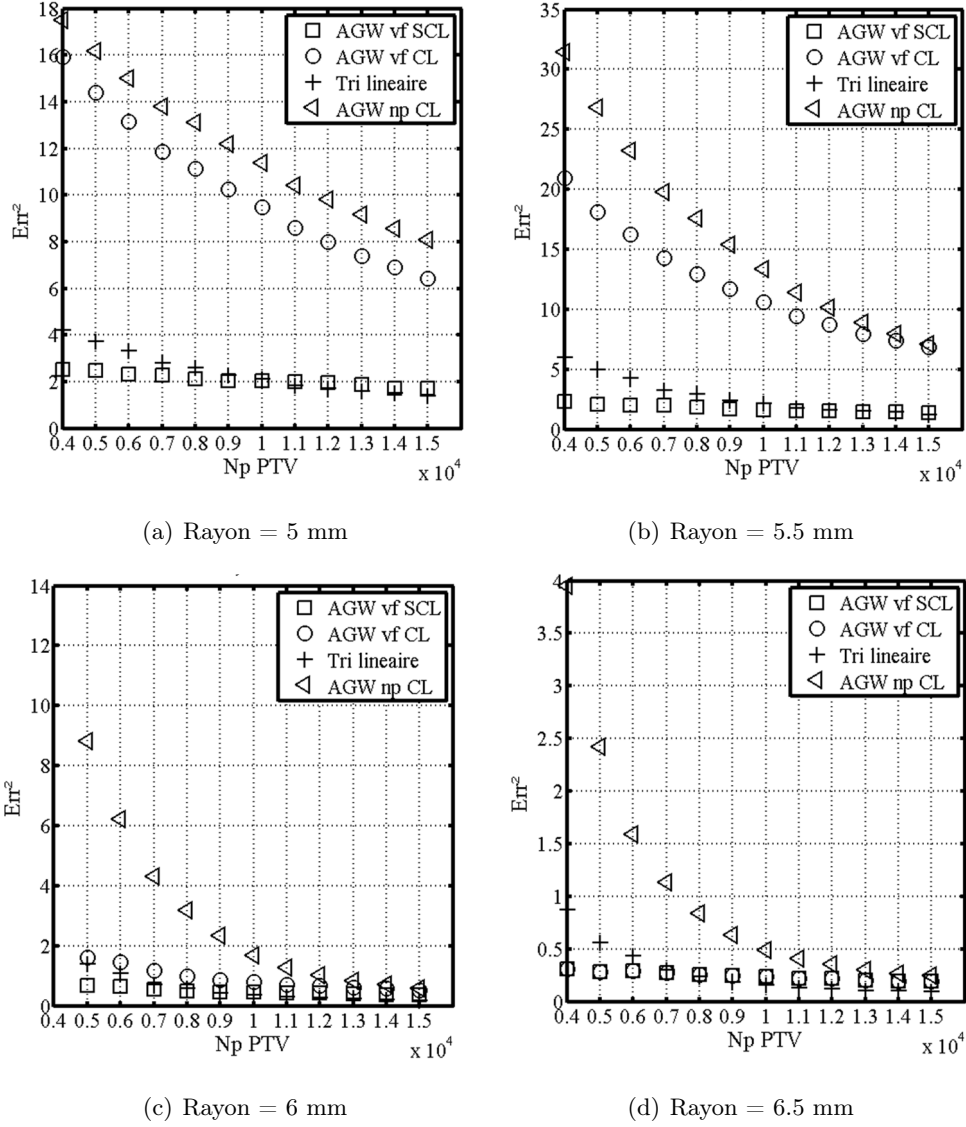 18
16
14
12
10
8
6
4
2
0
Err²
0.4 0.5 0.6 0.7 0.8 0.9 1 1.1 1.2 1.3 1.4 1.5
Np PTV
x 10⁴
AGW vf SCL
AGW vf CL
Tri lineaire
AGW np CL
(a) Rayon = 5 mm
35
30
25
20
15
10
5
0
Err²
0.4 0.5 0.6 0.7 0.8 0.9 1 1.1 1.2 1.3 1.4 1.5
Np PTV
x 10⁴
AGW vf SCL
AGW vf CL
Tri lineaire
AGW np CL
(b) Rayon = 5.5 mm
14
12
10
8
6
4
2
0
Err²
0.4 0.5 0.6 0.7 0.8 0.9 1 1.1 1.2 1.3 1.4 1.5
Np PTV
x 10⁴
AGW vf SCL
AGW vf CL
Tri lineaire
AGW np CL
(c) Rayon = 6 mm
4
3.5
3
2.5
2
1.5
1
0.5
0
Err²
0.4 0.5 0.6 0.7 0.8 0.9 1 1.1 1.2 1.3 1.4 1.5
Np PTV
x 10⁴
AGW vf SCL
AGW vf CL
Tri lineaire
AGW np CL
(d) Rayon = 6.5 mm